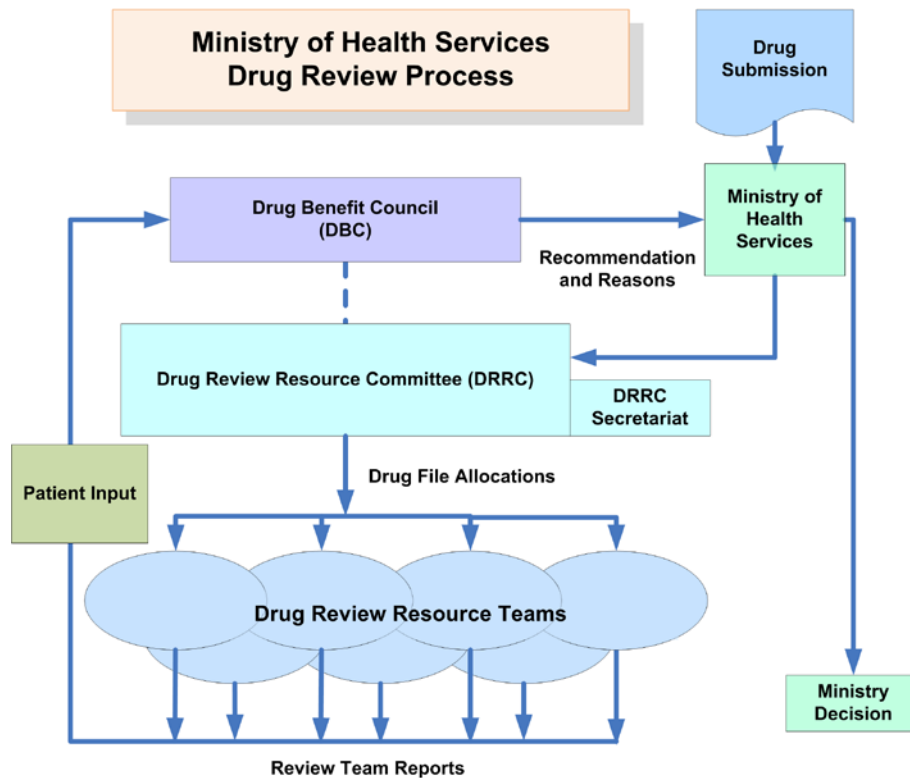 Ministry of Health Services
Drug Review Process
Drug
Submission
Drug Benefit Council
(DBC)
Ministry of
Health
Services
Recommendation
and Reasons
Drug Review Resource Committee (DRRC)
DRRC
Secretariat
Patient Input
Drug File Allocations
Drug Review Resource Teams
Ministry
Decision
Review Team Reports